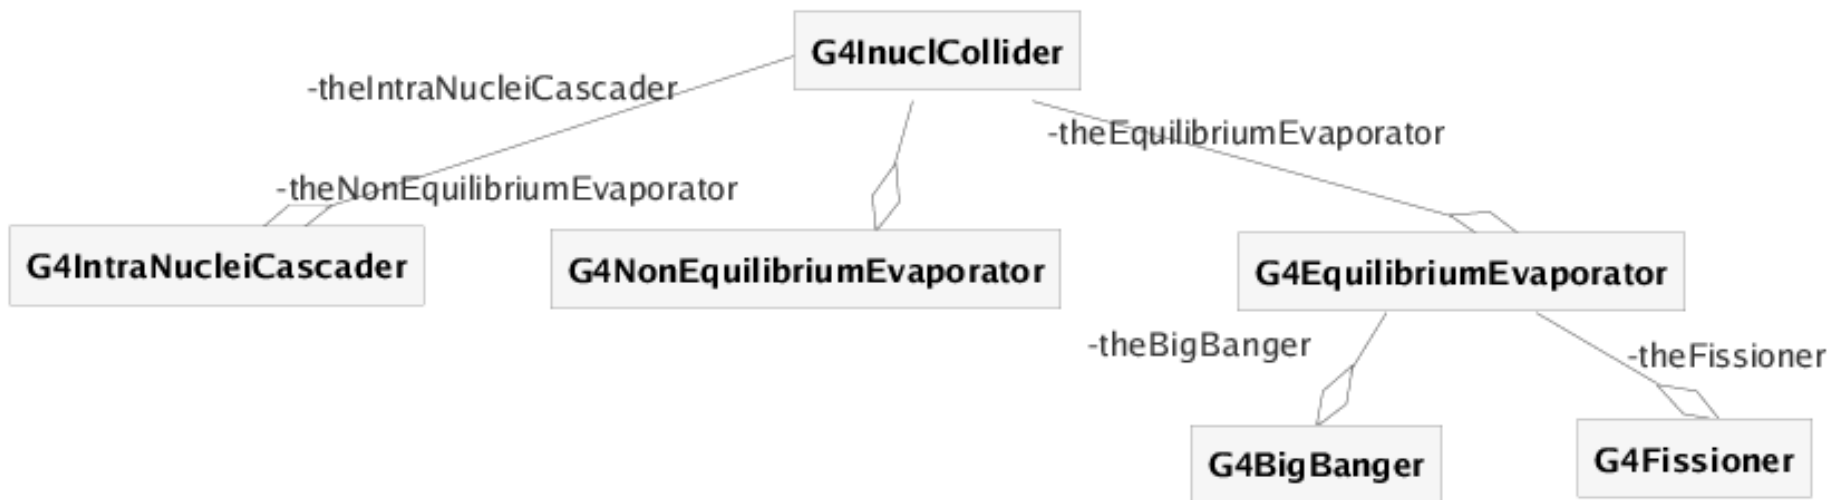 G4InuclCollider
-theIntraNucleiCascader
-theEquilibriumEvaporator
-theNonEquilibriumEvaporator
G4IntraNucleiCascader
G4NonEquilibriumEvaporator
G4EquilibriumEvaporator
-theBigBanger
-theFissioner
G4BigBanger
G4Fissioner